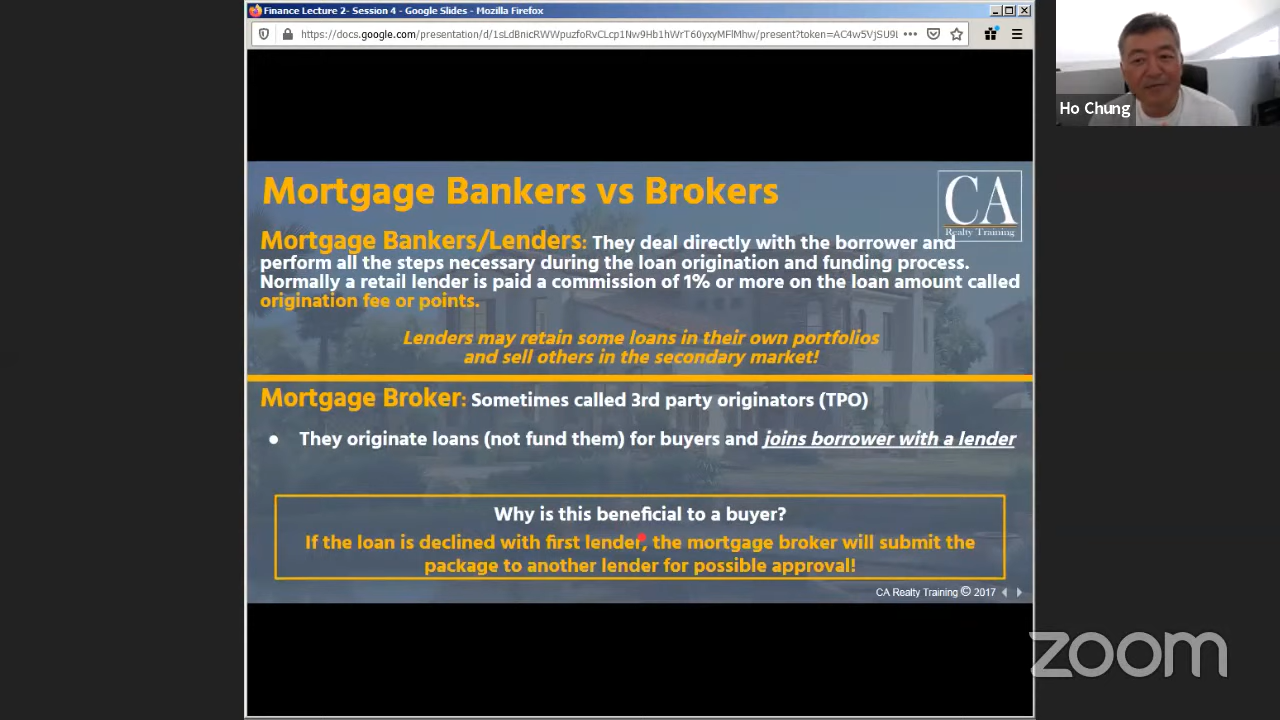 Finance Lecture 2- Session 4 - Google Slides - Mozilla Firefox
https://docs.google.com/presentation/d/1sLdBnicRWWpuzfoRvCLcp1Nw9Hb1hWrT60yxyMFlMhw/present?token=AC4w5VjSU9L
Ho Chung
Mortgage Bankers vs Brokers
CA
Realty Training
Mortgage Bankers/Lenders: They deal directly with the borrower and
perform all the steps necessary during the loan origination and funding process.
Normally a retail lender is paid a commission of 1% or more on the loan amount called
origination fee or points.
Lenders may retain some loans in their own portfolios
and sell others in the secondary market!
Mortgage Broker: Sometimes called 3rd party originators (TPO)
● They originate loans (not fund them) for buyers and joins borrower with a lender
Why is this beneficial to a buyer?
If the loan is declined with first lender, the mortgage broker will submit the
package to another lender for possible approval!
CA Realty Training © 2017
zoom